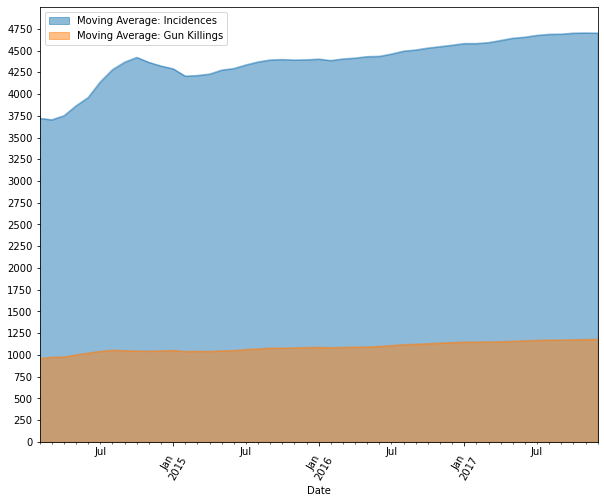 Moving Average: Incidences
Moving Average: Gun Killings
4750
4500
4250
4000
3750
3500
3250
3000
2750
2500
2250
2000
1750
1500
1250
1000
750
500
250
0
Jul
Jan
2015
Jul
Jan
2016
Jul
Jan
2017
Jul
Date